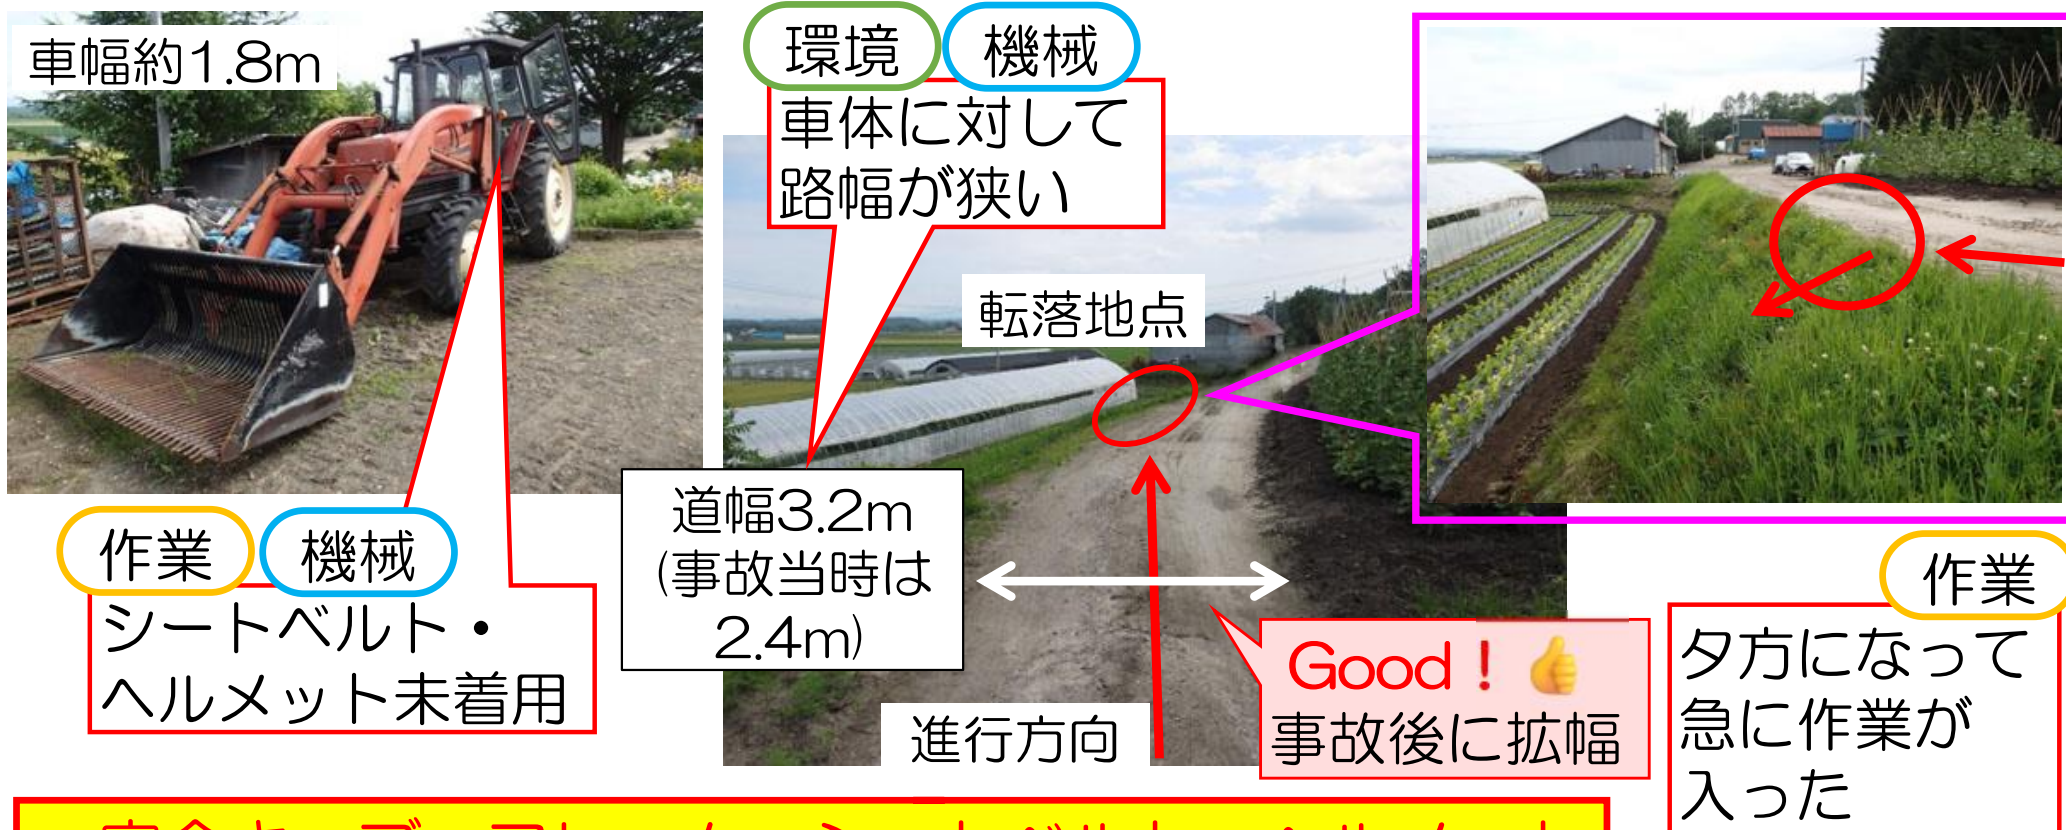 車幅約1.8m
環境
機械
車体に対して
路幅が狭い
転落地点
作業
機械
シートベルト・
ヘルメット未着用
道幅3.2m
(事故当時は
2.4m)
進行方向
Good！👍
事故後に拡幅
作業
夕方になって
急に作業が
入った